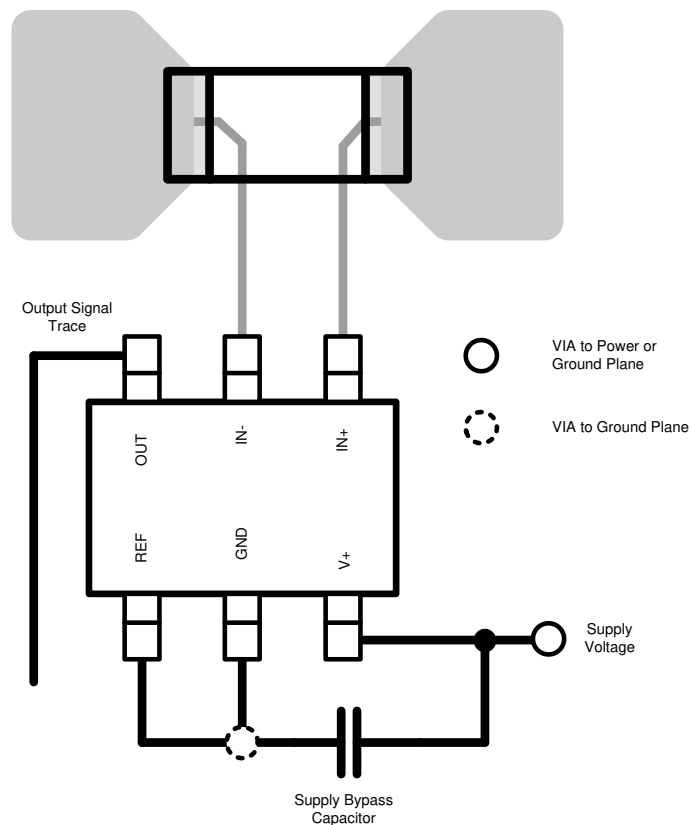 Output Signal
Trace
VIA to Power or
Ground Plane
VIA to Ground Plane
OUT
IN-
IN+
REF
GND
V+
Supply
Voltage
Supply Bypass
Capacitor